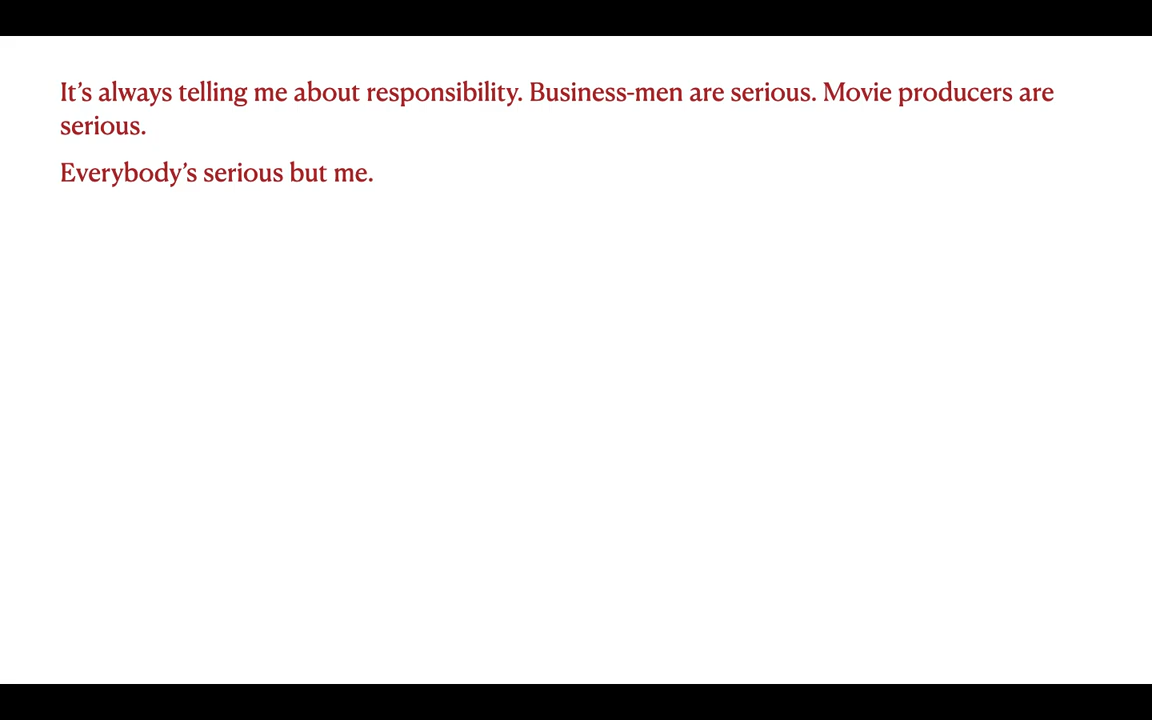 It’s always telling me about responsibility. Business-men are serious. Movie producers are
serious.
Everybody’s serious but me.